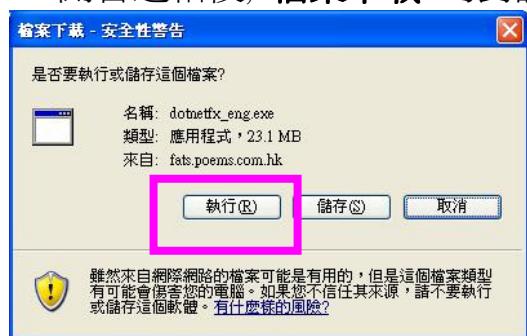 檔案下載 - 安全性警告
是否要執行或儲存這個檔案?
名稱: dotnetfx_eng.exe
類型: 應用程式，23.1 MB
來自: fats.poems.com.hk
執行(R) 儲存(S) 取消
雖然來自網際網路的檔案可能是有用的，但是這個檔案類型
有可能會傷害您的電腦。如果您不信任其來源，請不要執行
或儲存這個軟體。有什麼樣的風險?